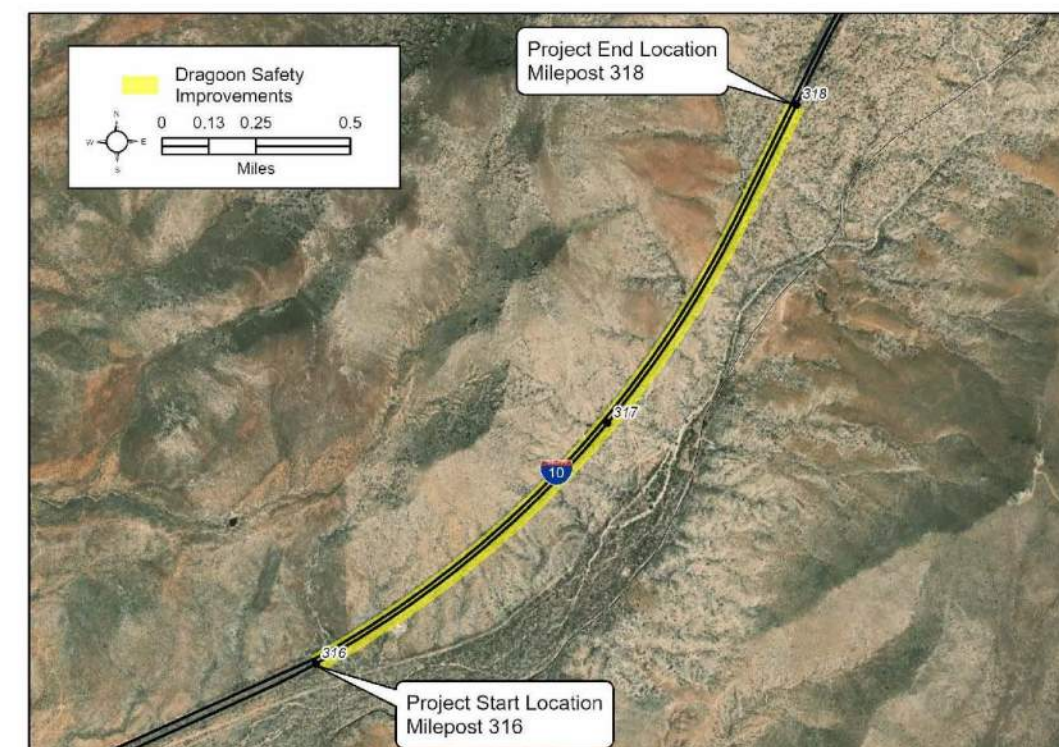 Dragoon Safety
Improvements
N
W E
S
0 0.13 0.25 0.5
Miles
Project End Location
Milepost 318
318
317
10
316
Project Start Location
Milepost 316